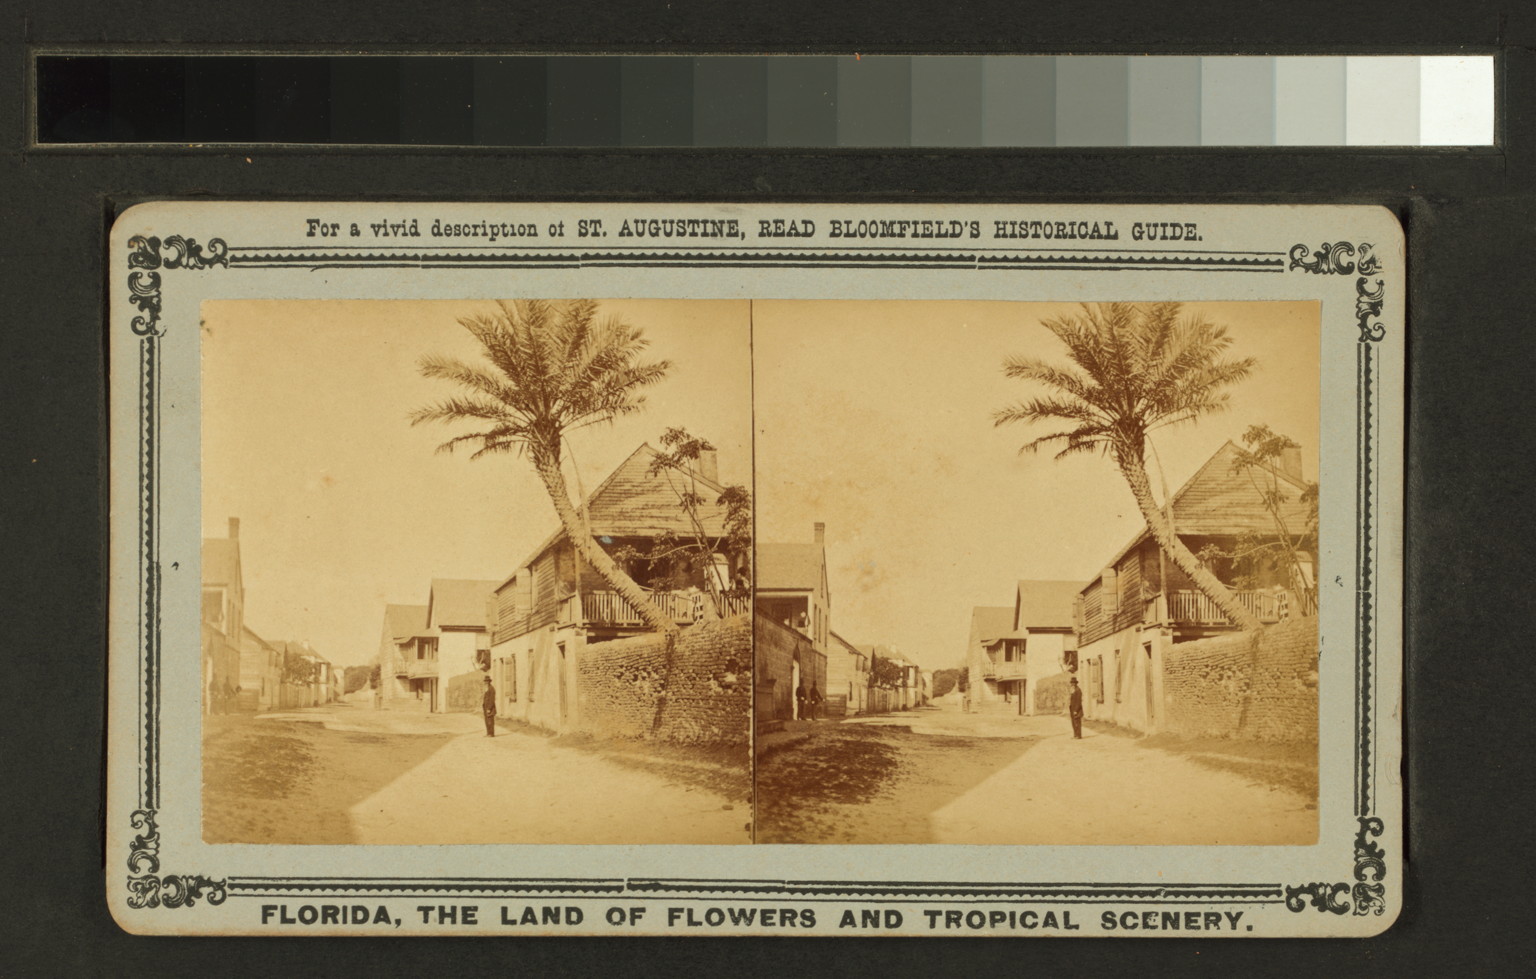 For a vivid description of ST. AUGUSTINE, READ BLOOMFIELD'S HISTORICAL GUIDE.
FLORIDA, THE LAND OF FLOWERS AND TROPICAL SCENERY.